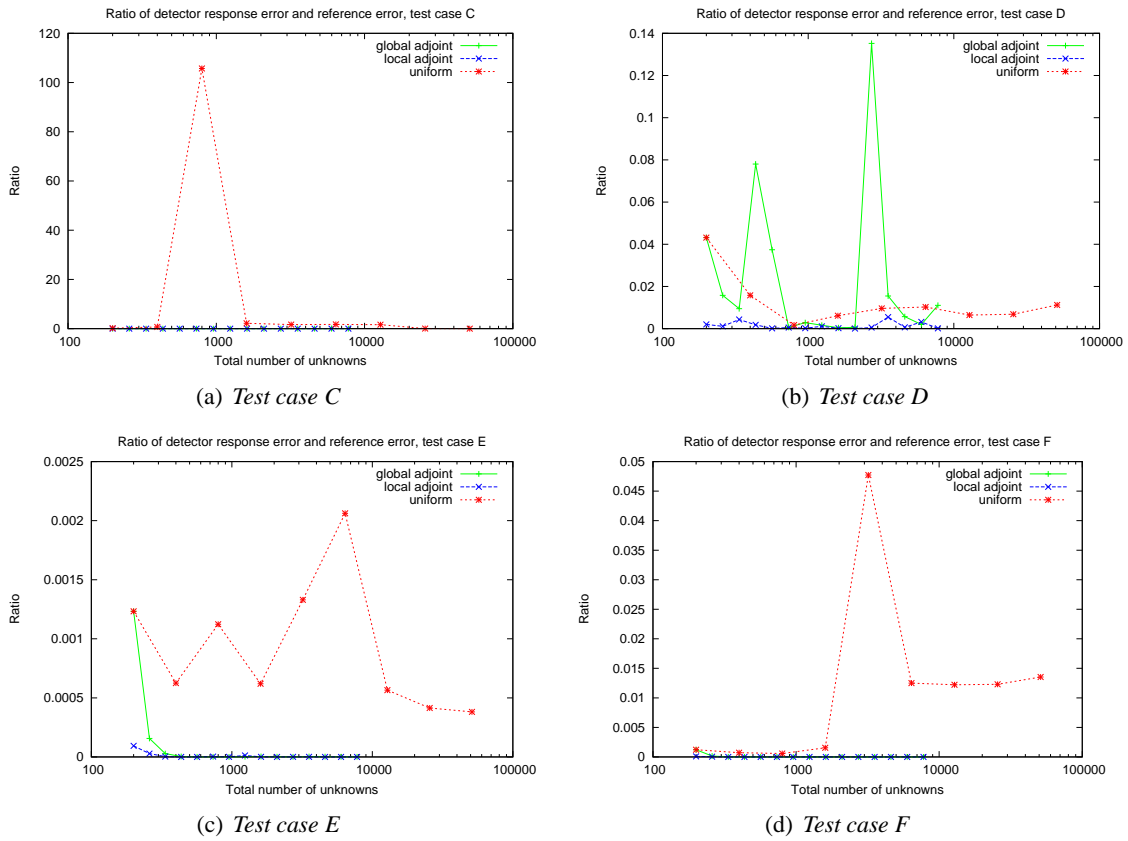 Ratio of detector response error and reference error, test case C
120
100
80
60
40
20
0
100
1000
10000
100000
Ratio
Total number of unknowns
global adjoint
local adjoint
uniform
(a) Test case C
Ratio of detector response error and reference error, test case D
0.14
0.12
0.1
0.08
0.06
0.04
0.02
0
100
1000
10000
100000
Ratio
Total number of unknowns
global adjoint
local adjoint
uniform
(b) Test case D
Ratio of detector response error and reference error, test case E
0.0025
0.002
0.0015
0.001
0.0005
0
100
1000
10000
100000
Ratio
Total number of unknowns
global adjoint
local adjoint
uniform
(c) Test case E
Ratio of detector response error and reference error, test case F
0.05
0.045
0.04
0.035
0.03
0.025
0.02
0.015
0.01
0.005
0
100
1000
10000
100000
Ratio
Total number of unknowns
global adjoint
local adjoint
uniform
(d) Test case F